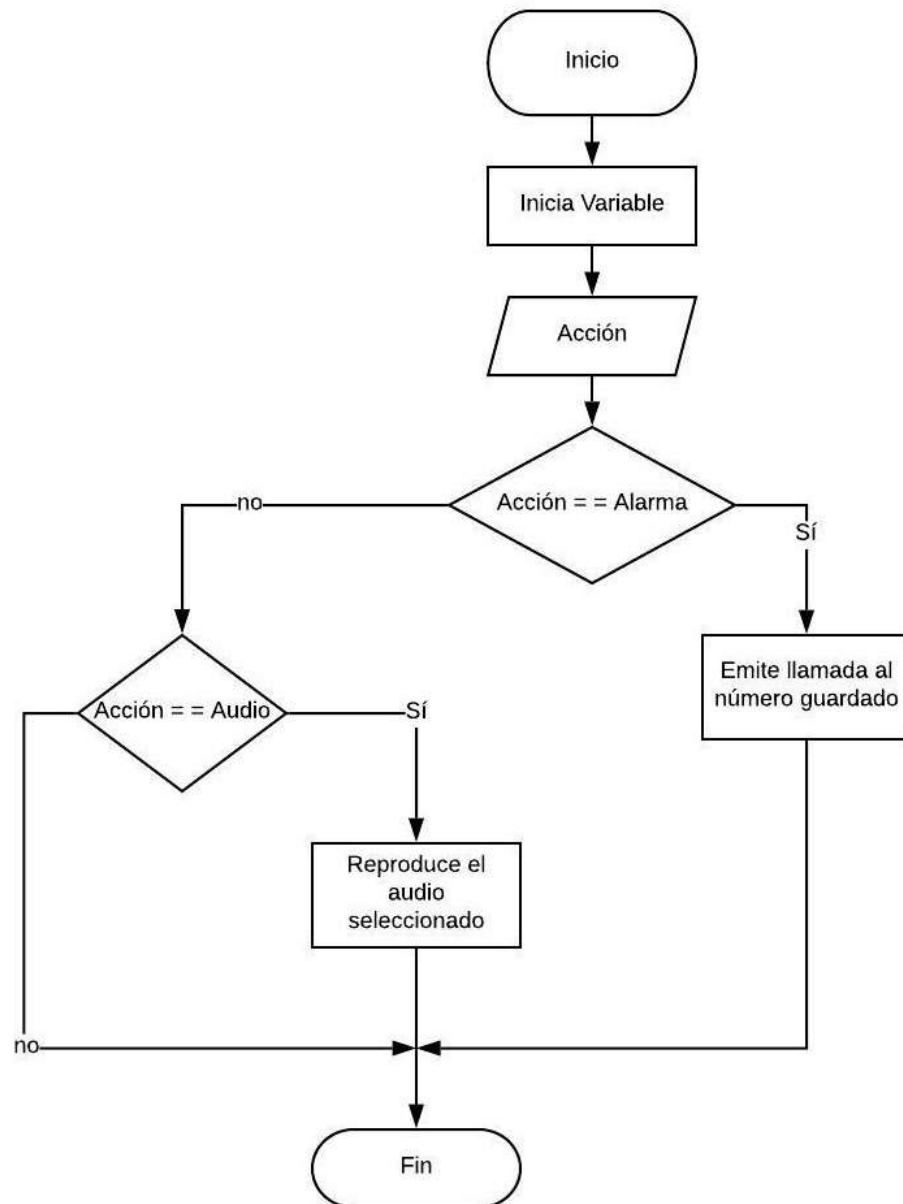 Inicio
Inicia Variable
Acción
Acción = = Alarma
no
Sí
Acción = = Audio
Sí
Emite llamada al
número guardado
Reproduce el
audio
seleccionado
no
Fin